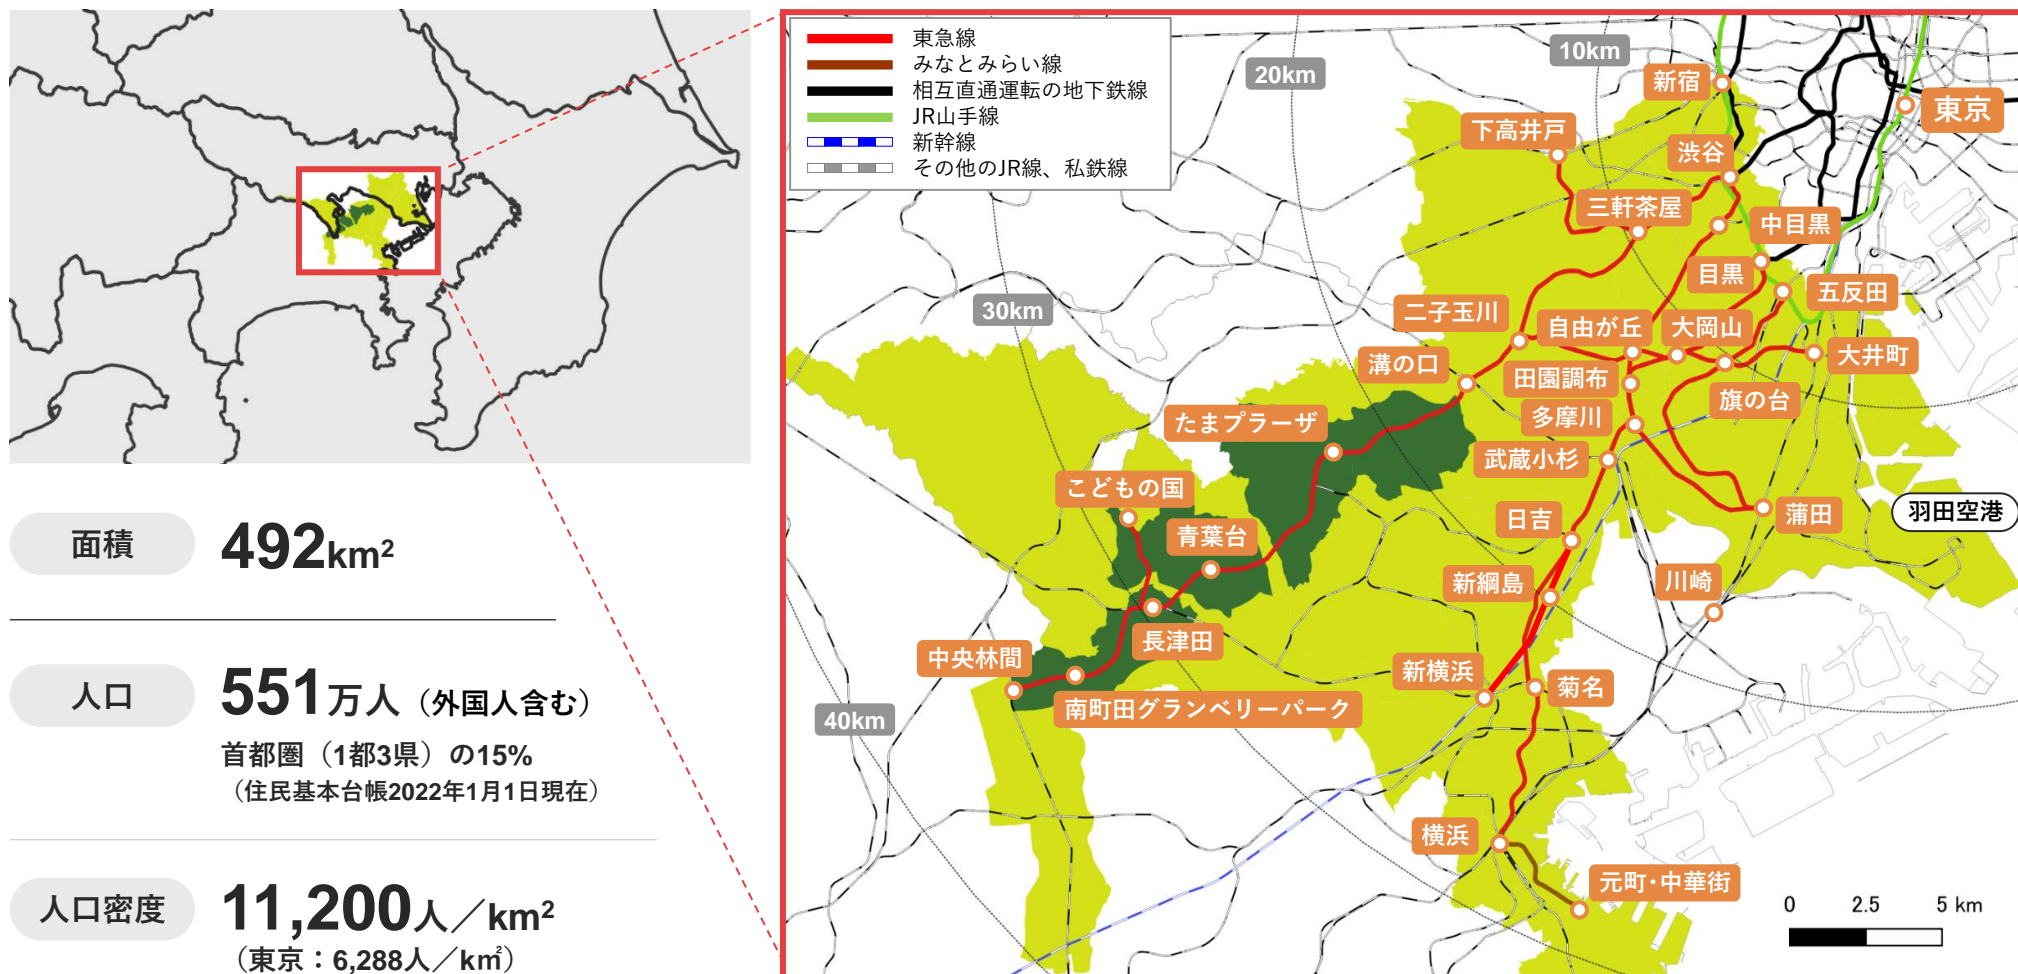 面積
492km²
人口
551万人（外国人含む）
首都圏（1都3県）の15%
（住民基本台帳2022年1月1日現在）
人口密度
11,200人／km²
（東京：6,288人／k㎡）
東急線
みなとみらい線
相互直通運転の地下鉄線
JR山手線
新幹線
その他のJR線、私鉄線
10km
20km
30km
40km
新宿
東京
下高井戸
渋谷
三軒茶屋
中目黒
目黒
五反田
二子玉川
自由が丘
大岡山
大井町
溝の口
田園調布
旗の台
多摩川
たまプラーザ
武蔵小杉
こどもの国
日吉
蒲田
羽田空港
青葉台
新綱島
川崎
長津田
中央林間
新横浜
菊名
南町田グランベリーパーク
横浜
元町・中華街
0 2.5 5 km